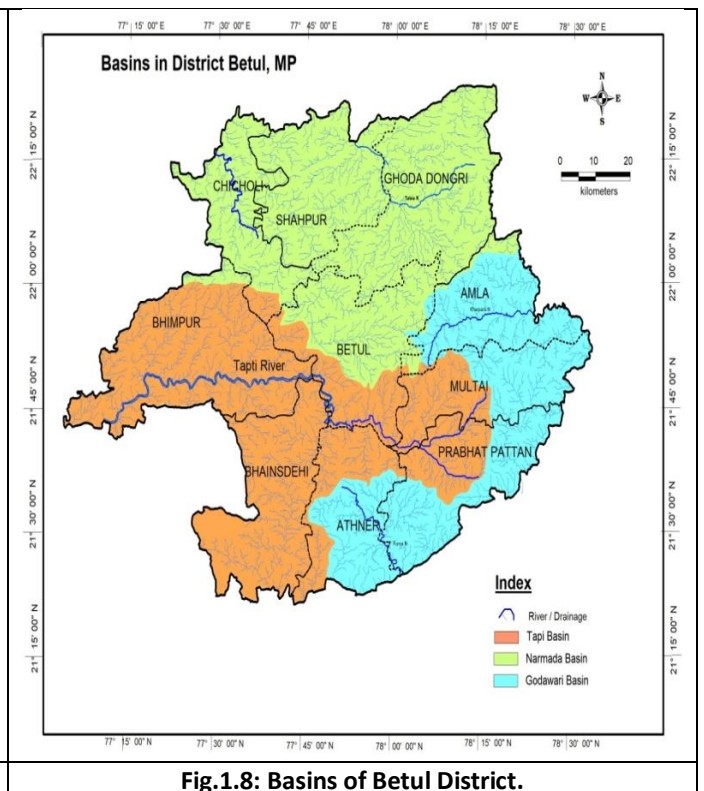 77° 15' 00" E 77° 30' 00" E 77° 45' 00" E 78° 00' 00" E 78° 15' 00" E 78° 30' 00" E
Basins in District Betul, MP
N
W E
S
0 10 20
kilometers
22° 15' 00" N
22° 15' 00" N
CHICHOLI
GHODA DONGRI
SHAHPUR
22° 00' 00" N
22° 00' 00" N
AMLA
BHIMPUR
BETUL
Tapti River
MULTAI
21° 45' 00" N
21° 45' 00" N
PRABHAT PATTAN
BHAINSDEHI
21° 30' 00" N
21° 30' 00" N
ATHNER
Index
River / Drainage
Tapi Basin
Narmada Basin
Godawari Basin
21° 15' 00" N
21° 15' 00" N
77° 15' 00" N 77° 30' 00" N 77° 45' 00" N 78° 00' 00" N 78° 15' 00" N 78° 30' 00" N
Fig.1.8: Basins of Betul District.